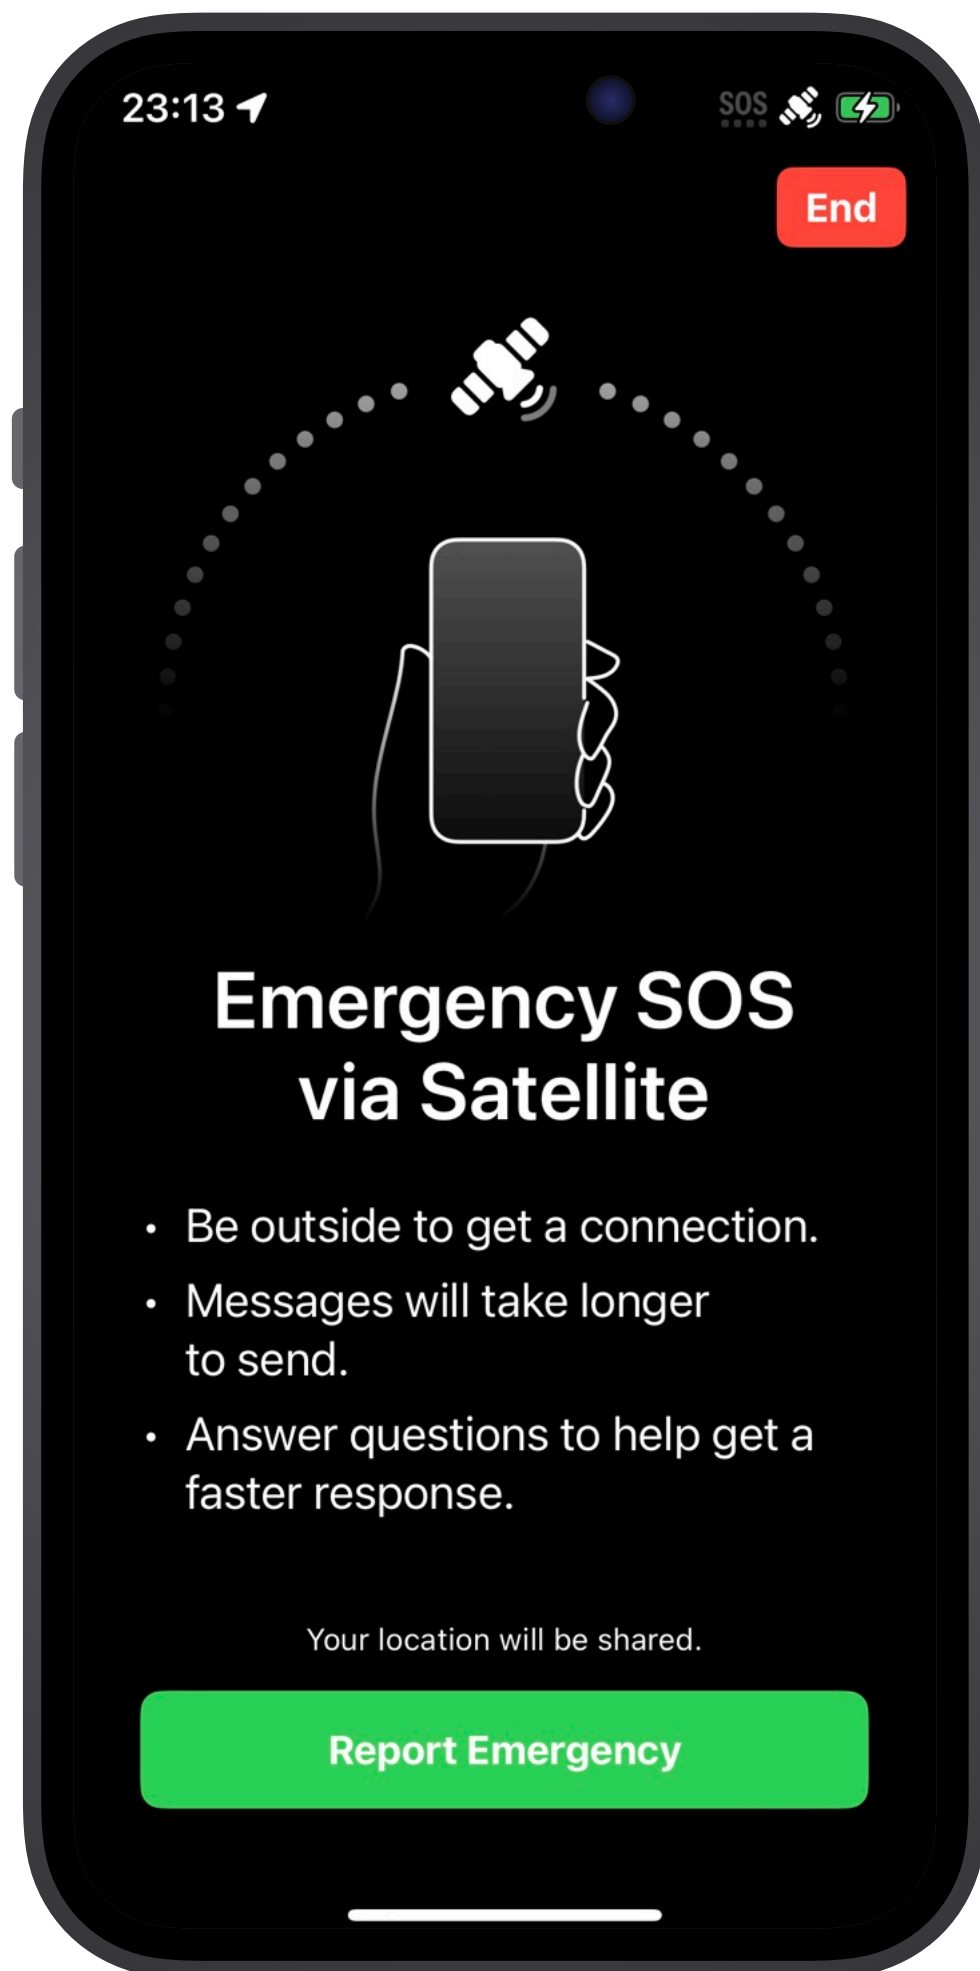 23:13
SOS
End
Emergency SOS
via Satellite
• Be outside to get a connection.
• Messages will take longer
to send.
• Answer questions to help get a
faster response.
Your location will be shared.
Report Emergency